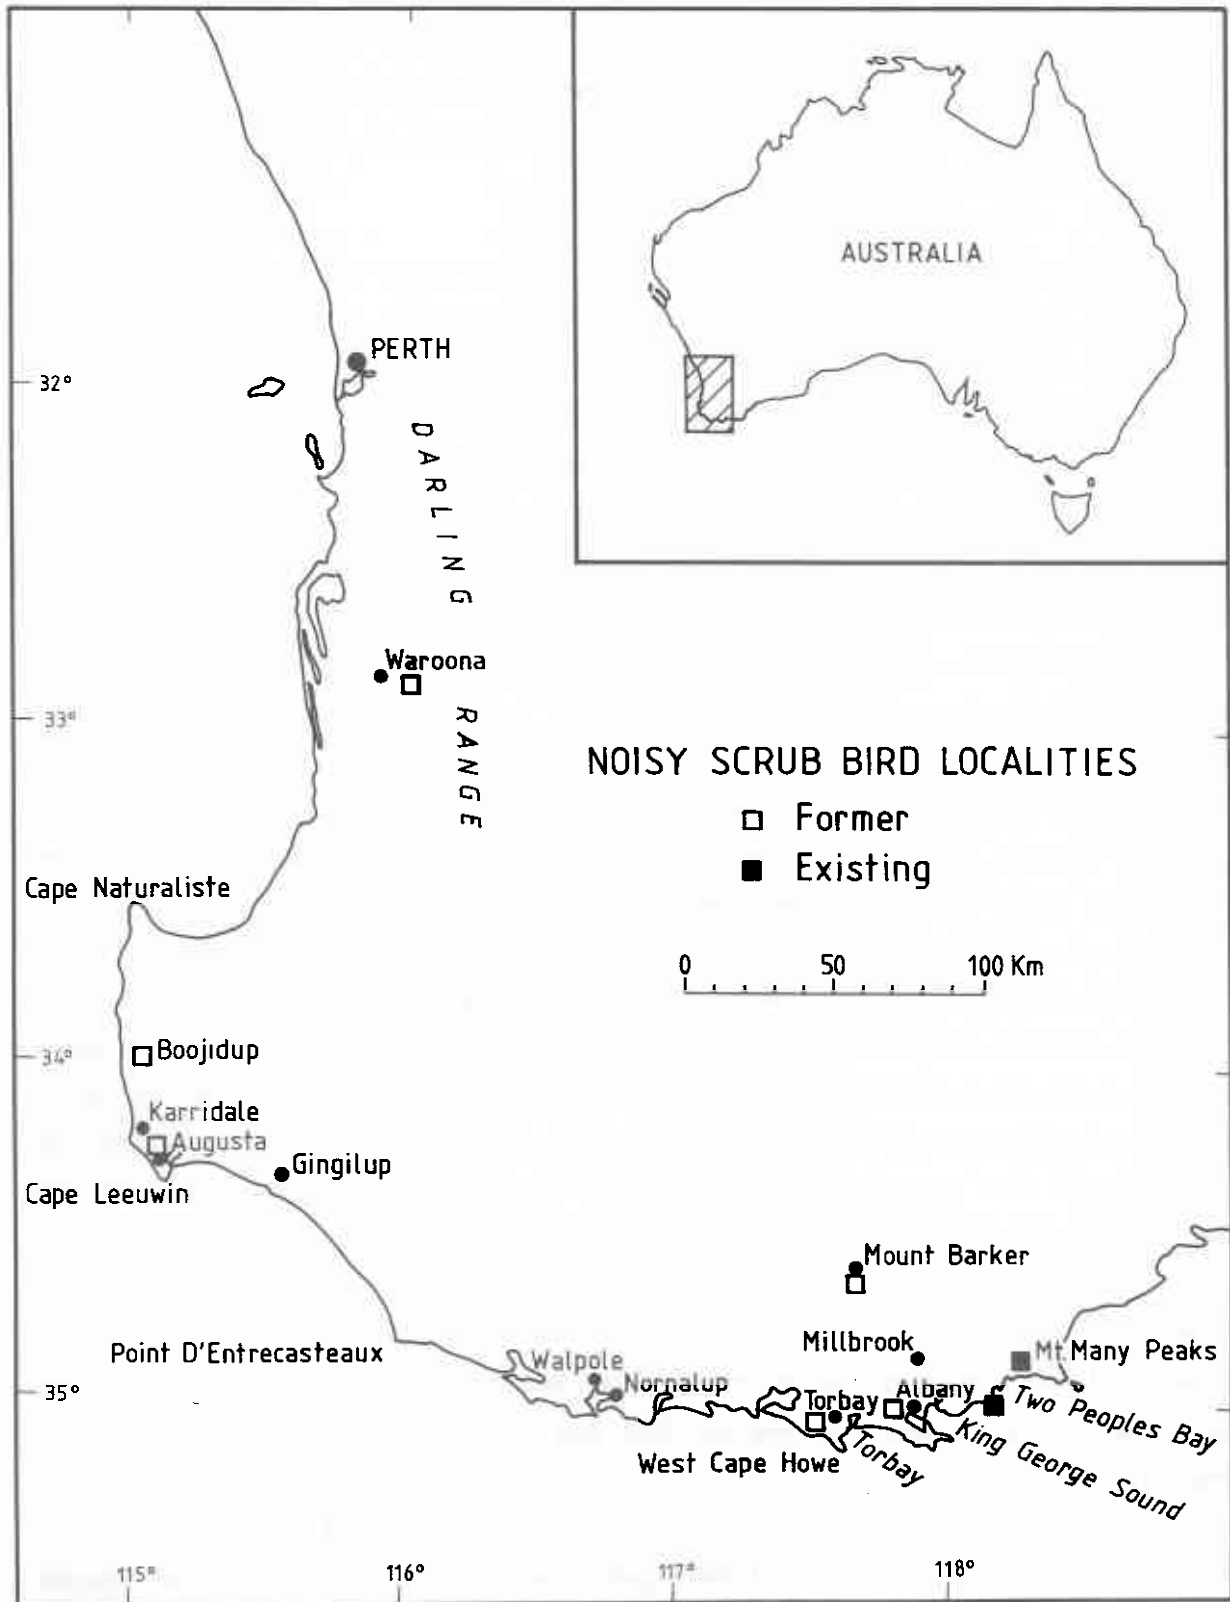 AUSTRALIA
PERTH
32°
DARLING RANGE
Waroona
33°
NOISY SCRUB BIRD LOCALITIES
Former
Existing
Cape Naturaliste
0 50 100 Km
34°
Boojidup
Karridale
Augusta
Gingilup
Cape Leeuwin
Mount Barker
Millbrook
Mt Many Peaks
Point D'Entrecasteaux
Walpole
Nornalup
35°
Torbay
Albany
Two Peoples Bay
King George Sound
Torbay
West Cape Howe
115° 116° 117° 118°